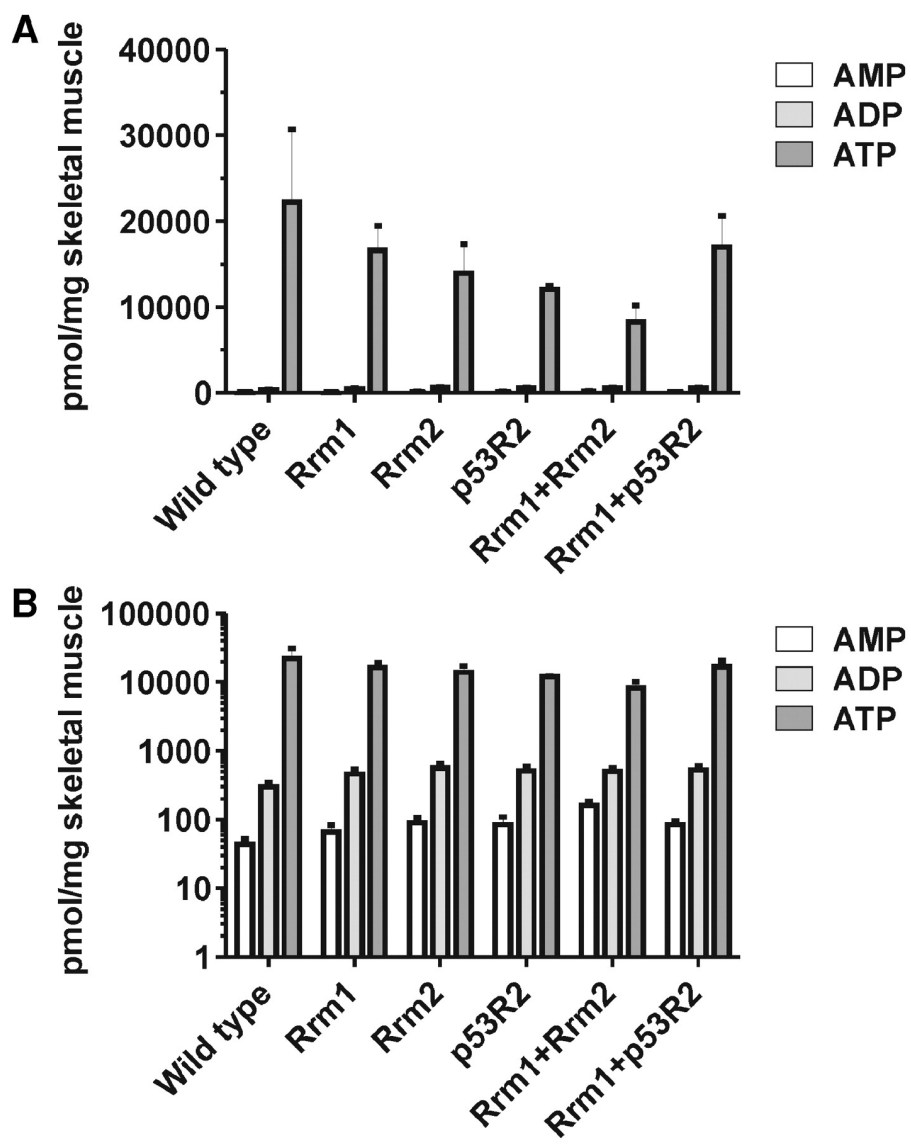 A
pmol/mg skeletal muscle
40000
30000
20000
10000
0
Wild type
Rrm1
Rrm2
p53R2
Rrm1+Rrm2
Rrm1+p53R2
AMP
ADP
ATP
B
pmol/mg skeletal muscle
100000
10000
1000
100
10
1
Wild type
Rrm1
Rrm2
p53R2
Rrm1+Rrm2
Rrm1+p53R2
AMP
ADP
ATP